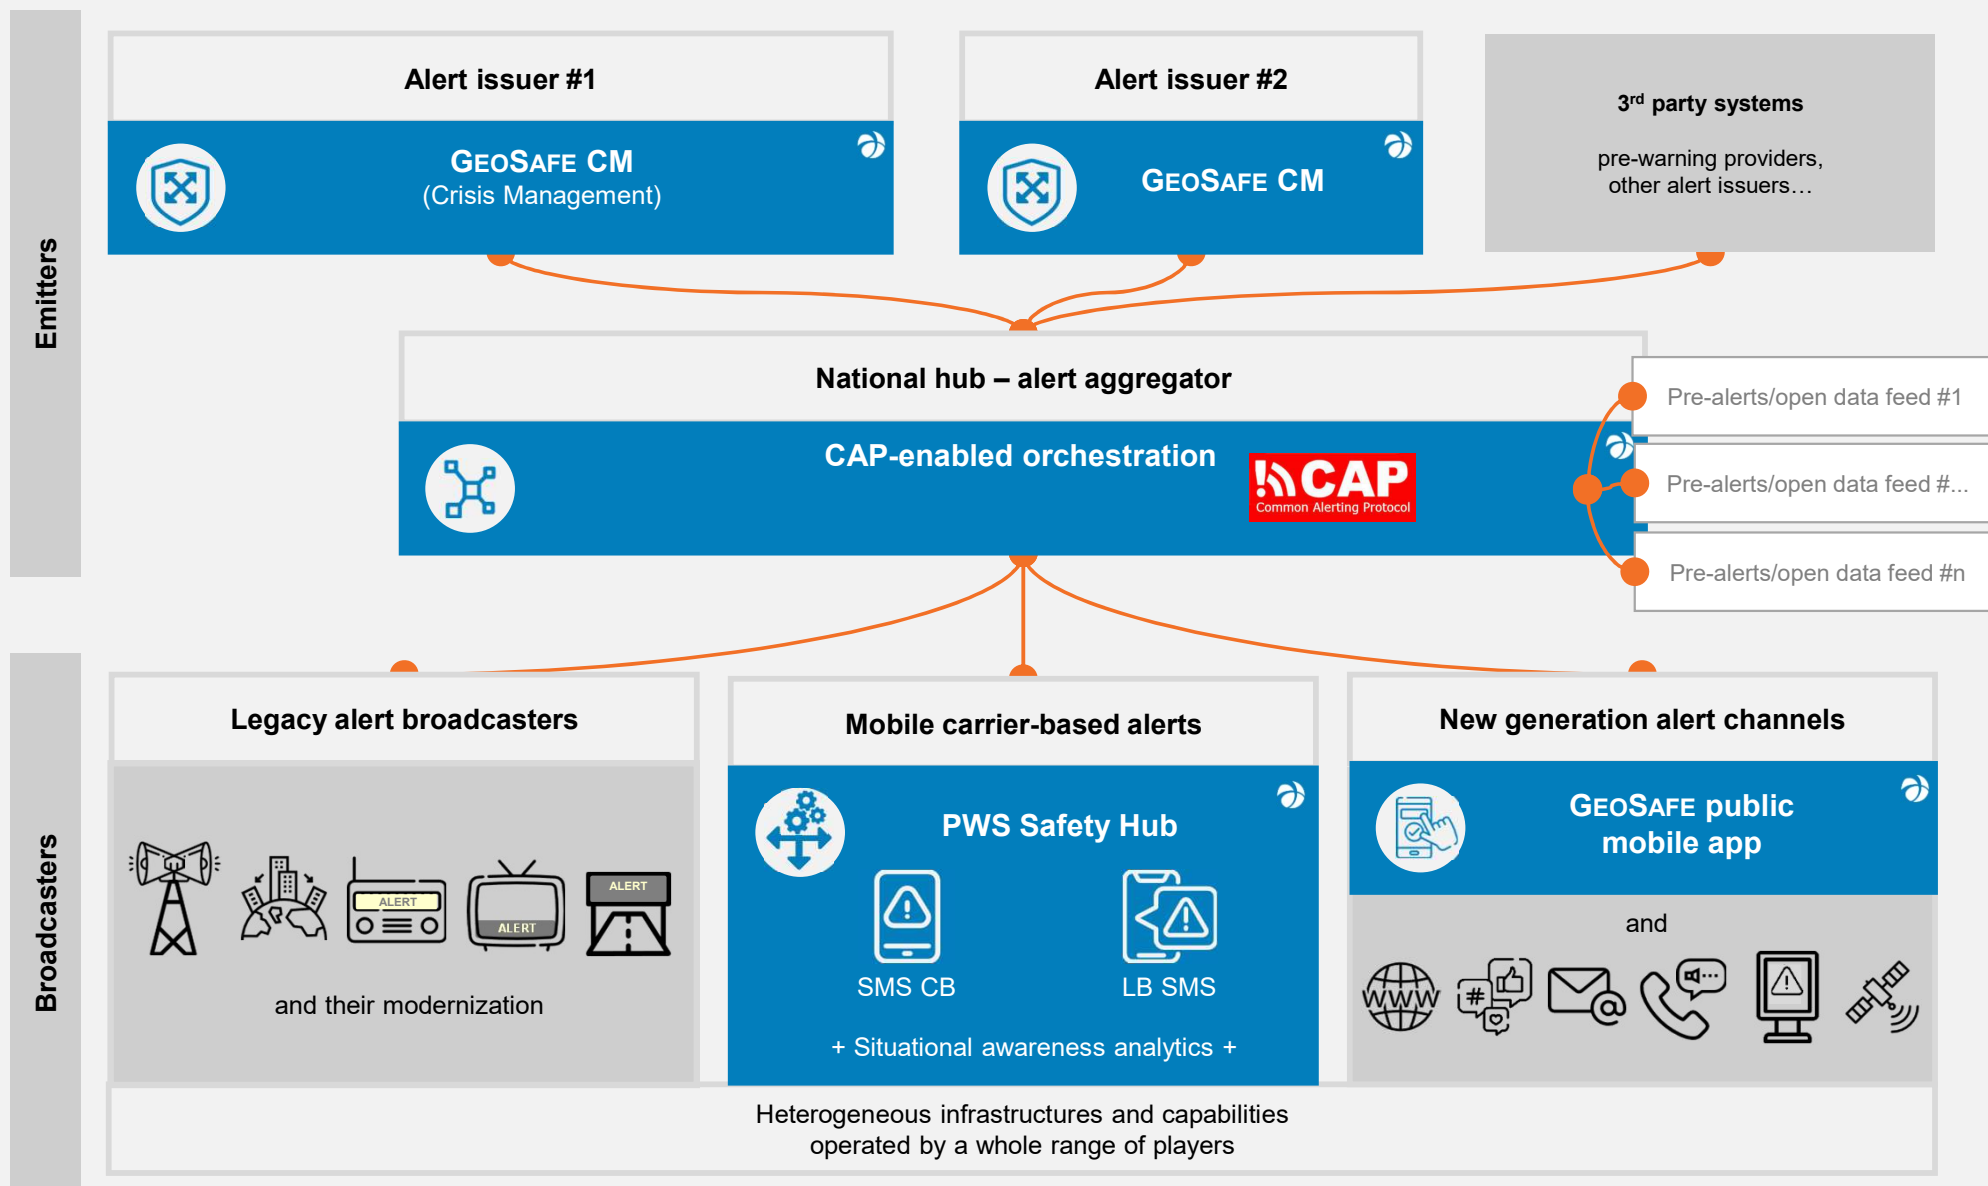 Emitters
Alert issuer #1
GEOSAFE CM
(Crisis Management)
Alert issuer #2
GEOSAFE CM
3rd party systems
pre-warning providers,
other alert issuers…
National hub – alert aggregator
CAP-enabled orchestration
CAP
Common Alerting Protocol
Pre-alerts/open data feed #1
Pre-alerts/open data feed #...
Pre-alerts/open data feed #n
Broadcasters
Legacy alert broadcasters
ALERT
ALERT
ALERT
and their modernization
Mobile carrier-based alerts
PWS Safety Hub
SMS CB
LB SMS
+ Situational awareness analytics +
New generation alert channels
GEOSAFE public
mobile app
and
WWW
#
@
Heterogeneous infrastructures and capabilities
operated by a whole range of players